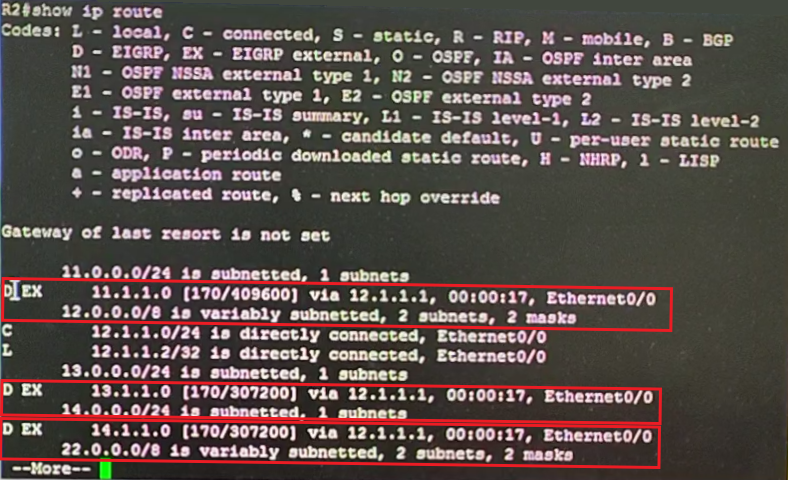 R2#show ip route
Codes: L - local, C - connected, S - static, R - RIP, M - mobile, B - BGP
D - EIGRP, EX - EIGRP external, O - OSPF, IA - OSPF inter area
N1 - OSPF NSSA external type 1, N2 - OSPF NSSA external type 2
E1 - OSPF external type 1, E2 - OSPF external type 2
i - IS-IS, su - IS-IS summary, L1 - IS-IS level-1, L2 - IS-IS level-2
ia - IS-IS inter area, * - candidate default, U - per-user static route
o - ODR, P - periodic downloaded static route, H - NHRP, l - LISP
a - application route
+ - replicated route, % - next hop override
Gateway of last resort is not set
11.0.0.0/24 is subnetted, 1 subnets
D EX 11.1.1.0 [170/409600] via 12.1.1.1, 00:00:17, Ethernet0/0
12.0.0.0/8 is variably subnetted, 2 subnets, 2 masks
C 12.1.1.0/24 is directly connected, Ethernet0/0
L 12.1.1.2/32 is directly connected, Ethernet0/0
13.0.0.0/24 is subnetted, 1 subnets
D EX 13.1.1.0 [170/307200] via 12.1.1.1, 00:00:17, Ethernet0/0
14.0.0.0/24 is subnetted, 1 subnets
D EX 14.1.1.0 [170/307200] via 12.1.1.1, 00:00:17, Ethernet0/0
22.0.0.0/8 is variably subnetted, 2 subnets, 2 masks
--More--